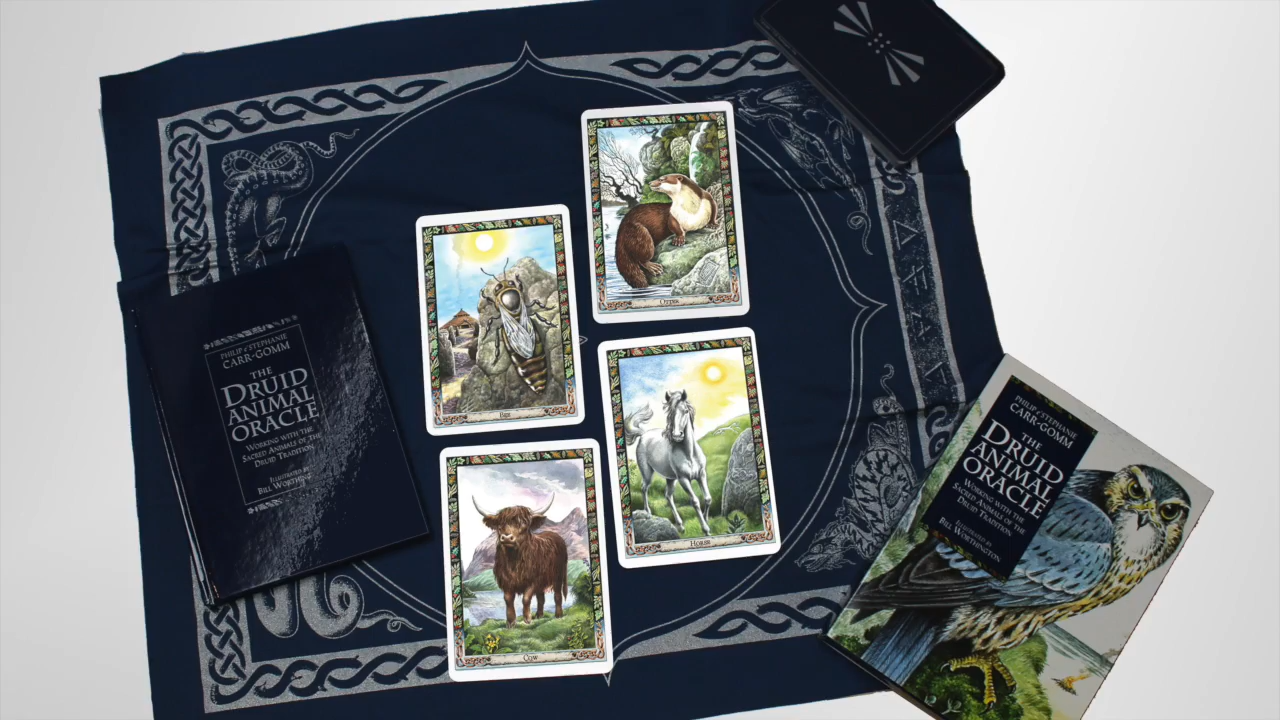 PHILIP & STEPHANIE
CARR-GOMM
THE
DRUID
ANIMAL
ORACLE
WORKING WITH THE
SACRED ANIMALS OF THE
DRUID TRADITION
ILLUSTRATED BY
BILL WORTHINGTON
BEE
OTTER
COW
HORSE
PHILIP & STEPHANIE
CARR-GOMM
THE
DRUID
ANIMAL
ORACLE
WORKING WITH THE
SACRED ANIMALS OF THE
DRUID TRADITION
ILLUSTRATED BY
BILL WORTHINGTON